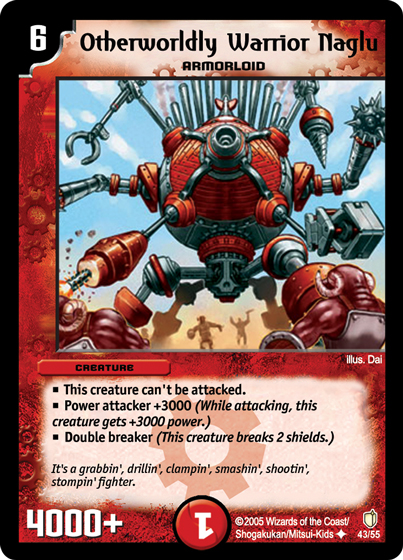 6
Otherworldly Warrior Naglu
ARMORLOID
illus. Dai
CREATURE
▪ This creature can't be attacked.
▪ Power attacker +3000 (While attacking, this
creature gets +3000 power.)
▪ Double breaker (This creature breaks 2 shields.)
It's a grabbin', drillin', clampin', smashin', shootin',
stompin' fighter.
4000+
1
©2005 Wizards of the Coast/
Shogakukan/Mitsui-Kids ✦ 43/55